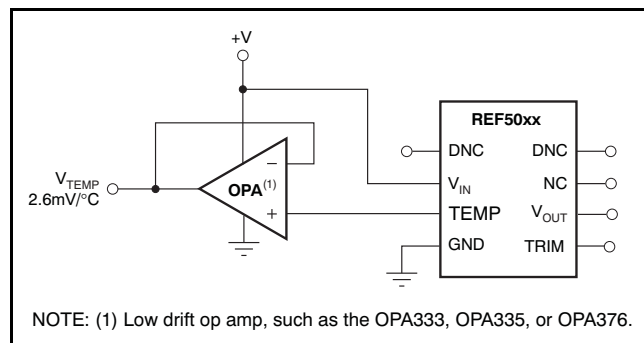 +V
REF50xx
DNC DNC
V_IN NC
TEMP V_OUT
GND TRIM
V_TEMP
2.6mV/°C
OPA(1)
−
+
NOTE: (1) Low drift op amp, such as the OPA333, OPA335, or OPA376.